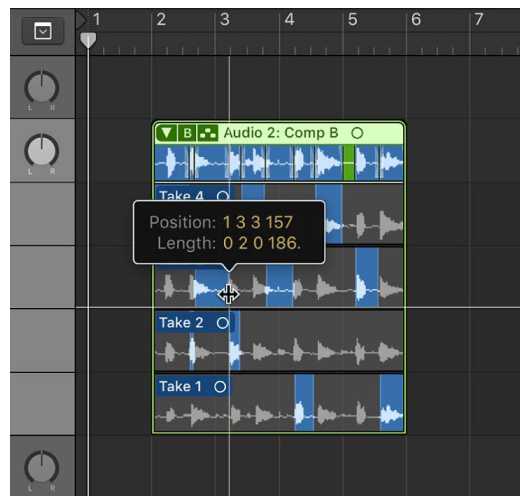 1 2 3 4 5 6 7
L R
B Audio 2: Comp B
L R
Take 4
Position: 1 3 3 157
Length: 0 2 0 186.
Take 2
Take 1
L R